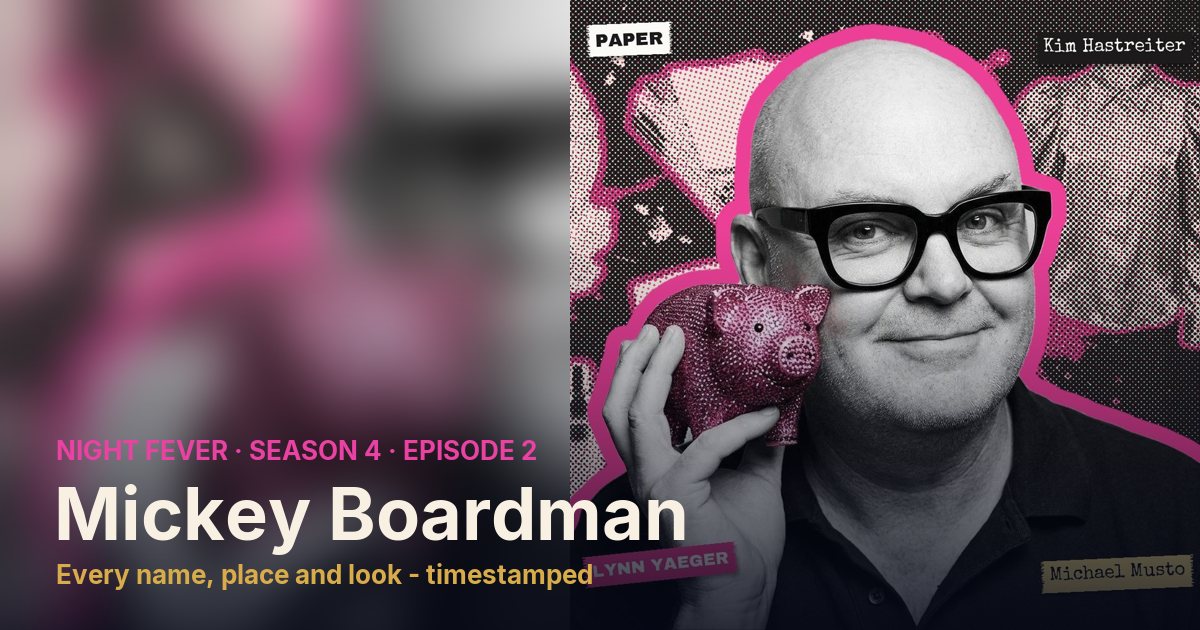 PAPER
Kim Hastreiter
NIGHT FEVER · SEASON 4 · EPISODE 2
Mickey Boardman
Every name, place and look - timestamped
LYNN YAEGER
Michael Musto